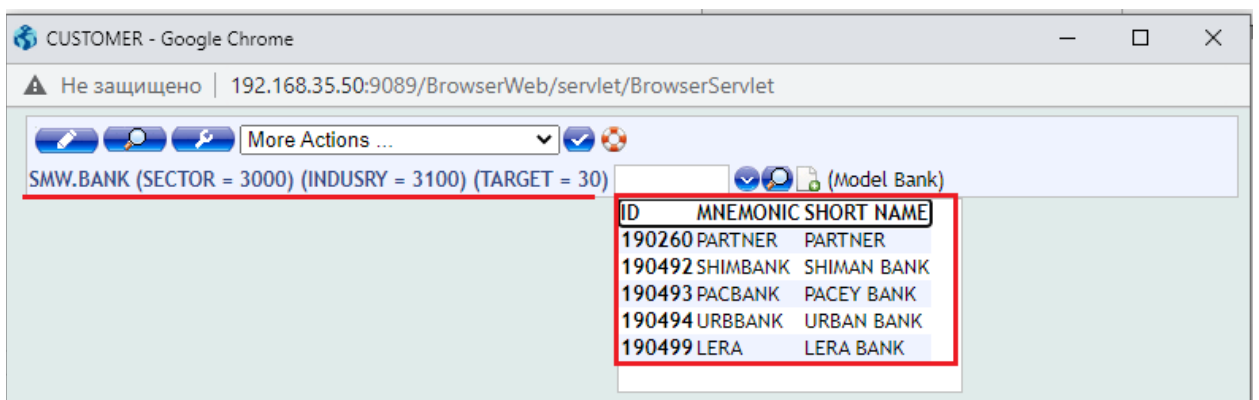 CUSTOMER - Google Chrome
Не защищено | 192.168.35.50:9089/BrowserWeb/servlet/BrowserServlet
More Actions ...
SMW.BANK (SECTOR = 3000) (INDUSRY = 3100) (TARGET = 30) (Model Bank)
ID MNEMONIC SHORT NAME
190260 PARTNER PARTNER
190492 SHIMBANK SHIMAN BANK
190493 PACBANK PACEY BANK
190494 URBBANK URBAN BANK
190499 LERA LERA BANK